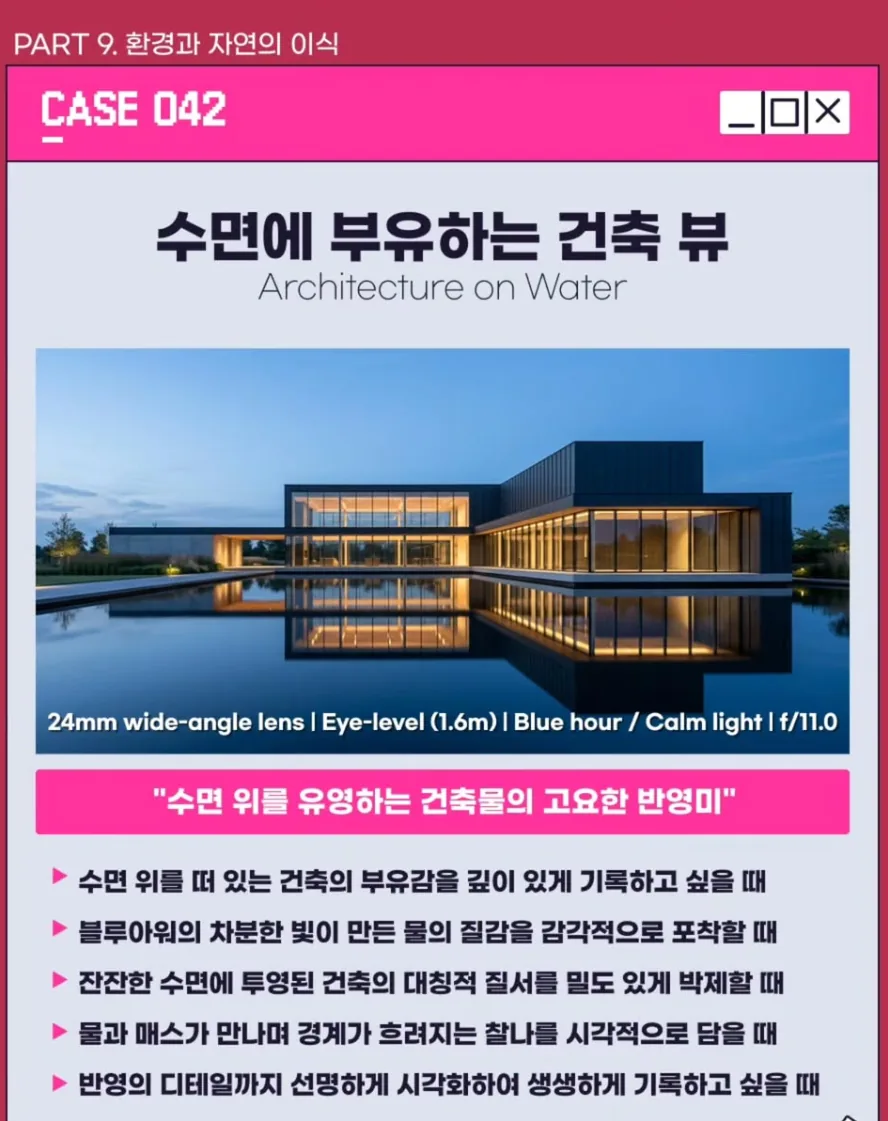 PART 9. 환경과 자연의 이식
CASE 042
수면에 부유하는 건축 뷰
Architecture on Water
24mm wide-angle lens | Eye-level (1.6m) | Blue hour / Calm light | f/11.0
"수면 위를 유영하는 건축물의 고요한 반영미"
▶ 수면 위를 떠 있는 건축의 부유감을 깊이 있게 기록하고 싶을 때
▶ 블루아워의 차분한 빛이 만든 물의 질감을 감각적으로 포착할 때
▶ 잔잔한 수면에 투영된 건축의 대칭적 질서를 밀도 있게 박제할 때
▶ 물과 매스가 만나며 경계가 흐려지는 찰나를 시각적으로 담을 때
▶ 반영의 디테일까지 선명하게 시각화하여 생생하게 기록하고 싶을 때